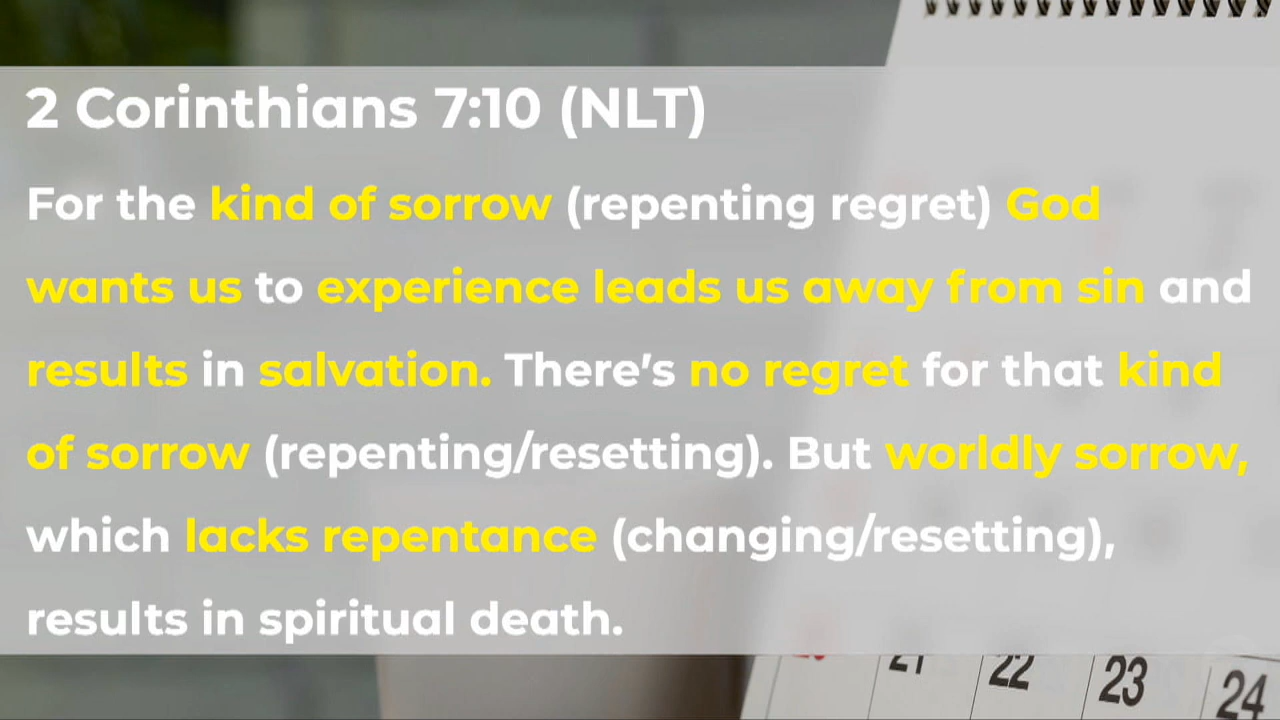 2 Corinthians 7:10 (NLT)
For the kind of sorrow (repenting regret) God
wants us to experience leads us away from sin and
results in salvation. There’s no regret for that kind
of sorrow (repenting/resetting). But worldly sorrow,
which lacks repentance (changing/resetting),
results in spiritual death.
21 22 23 24